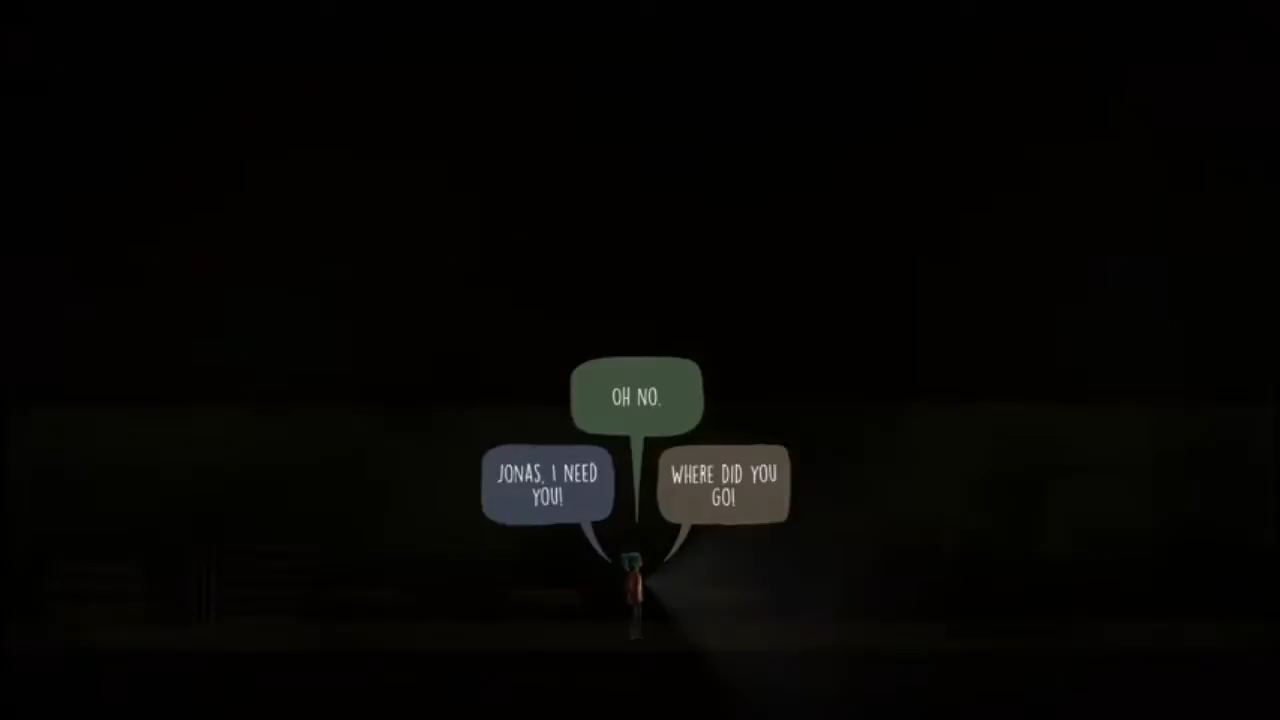 OH NO.
JONAS, I NEED
YOU!
WHERE DID YOU
GO!